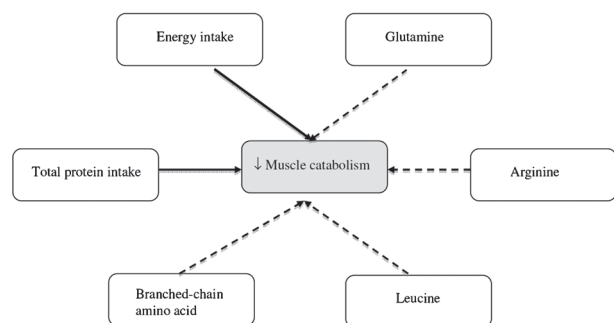 Energy intake
Glutamine
Total protein intake
↓ Muscle catabolism
Arginine
Branched-chain
amino acid
Leucine